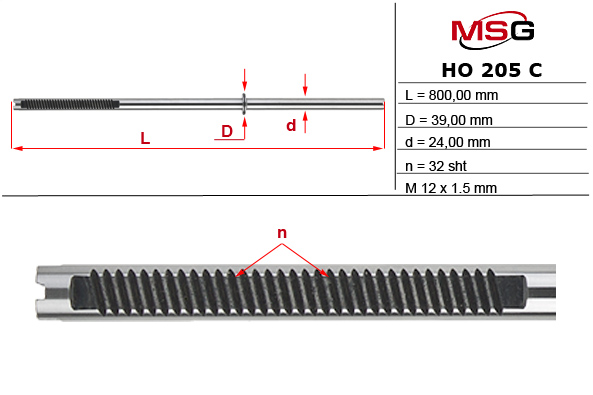 MSG
HO 205 C
L = 800,00 mm
D = 39,00 mm
d = 24,00 mm
n = 32 sht
M 12 x 1.5 mm
L
D
d
n